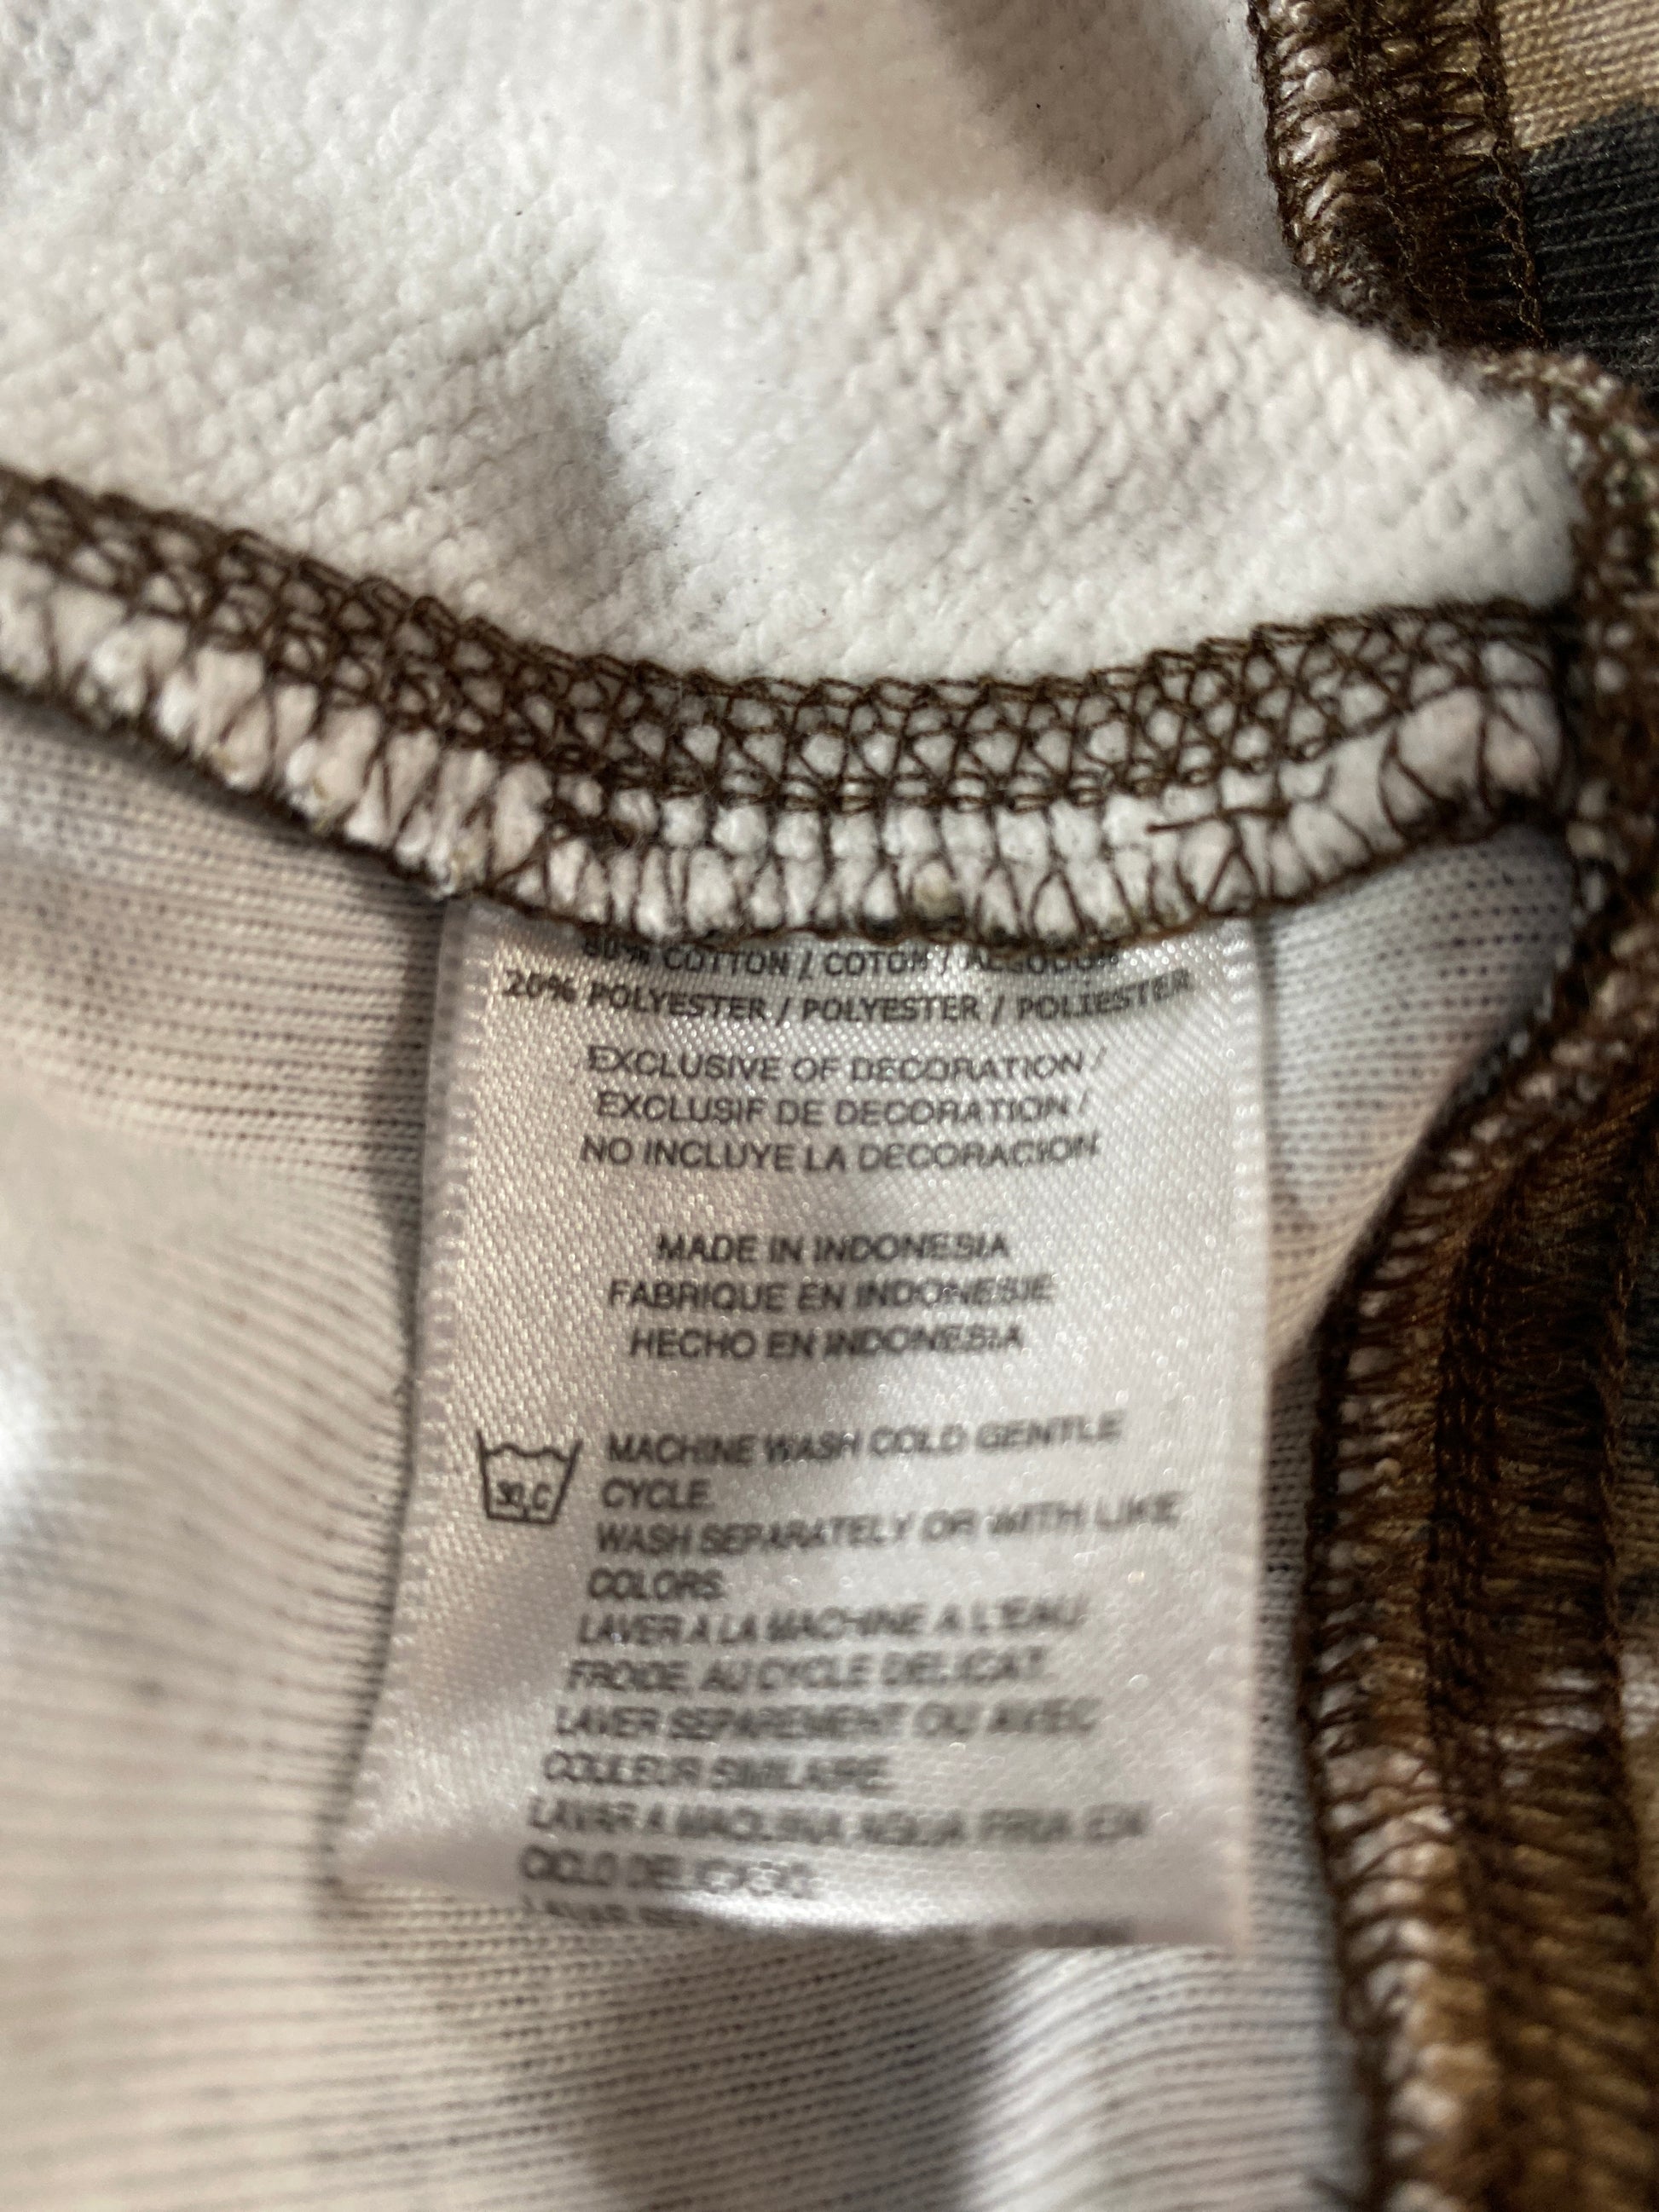 80% COTTON / COTON / ALGODON
20% POLYESTER / POLYESTER / POLIESTER
EXCLUSIVE OF DECORATION /
EXCLUSIF DE DECORATION /
NO INCLUYE LA DECORACION
MADE IN INDONESIA
FABRIQUE EN INDONESIE
HECHO EN INDONESIA
30°C
MACHINE WASH COLD GENTLE
CYCLE.
WASH SEPARATELY OR WITH LIKE
COLORS.
LAVER A LA MACHINE A L'EAU
FROIDE, AU CYCLE DELICAT.
LAVER SEPAREMENT OU AVEC
COULEUR SIMILAIRE.
LAVAR A MAQUINA AGUA FRIA EN
CICLO DELICADO.